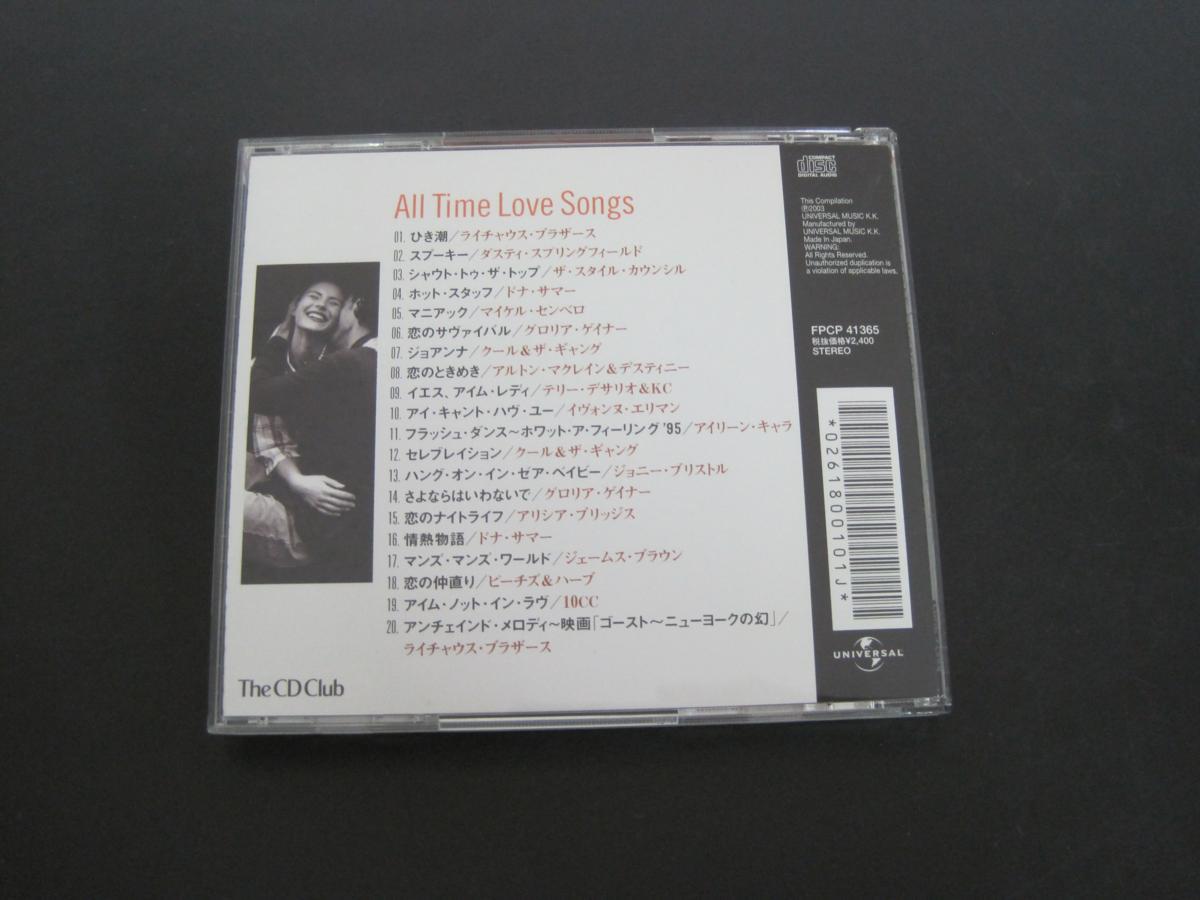 All Time Love Songs
01. ひき潮/ライチャウス・ブラザース
02. スプーキー/ダスティ・スプリングフィールド
03. シャウト・トゥ・ザ・トップ/ザ・スタイル・カウンシル
04. ホット・スタッフ/ドナ・サマー
05. マニアック/マイケル・センベロ
06. 恋のサヴァイバル/グロリア・ゲイナー
07. ジョアンナ/クール&ザ・ギャング
08. 恋のときめき/アルトン・マクレイン&デスティニー
09. イエス、アイム・レディ/テリー・デサリオ&KC
10. アイ・キャント・ハヴ・ユー/イヴォンヌ・エリマン
11. フラッシュ・ダンス〜ホワット・ア・フィーリング '95/アイリーン・キャラ
12. セレブレイション/クール&ザ・ギャング
13. ハング・オン・イン・ゼア・ベイビー/ジョニー・ブリストル
14. さよならはいわないで/グロリア・ゲイナー
15. 恋のナイトライフ/アリシア・ブリッジス
16. 情熱物語/ドナ・サマー
17. マンズ・マンズ・ワールド/ジェームス・ブラウン
18. 恋の仲直り/ピーチズ&ハーブ
19. アイム・ノット・イン・ラヴ/10CC
20. アンチェインド・メロディ〜映画「ゴースト〜ニューヨークの幻」/
ライチャウス・ブラザース
The CD Club
COMPACT
disc
DIGITAL AUDIO
This Compilation
Ⓟ2003
UNIVERSAL MUSIC K.K.
Manufactured by
UNIVERSAL MUSIC K.K.
Made In Japan.
WARNING:
All Rights Reserved.
Unauthorized duplication is
a violation of applicable laws.
FPCP 41365
税抜価格¥2,400
STEREO
*0261800101J*
UNIVERSAL